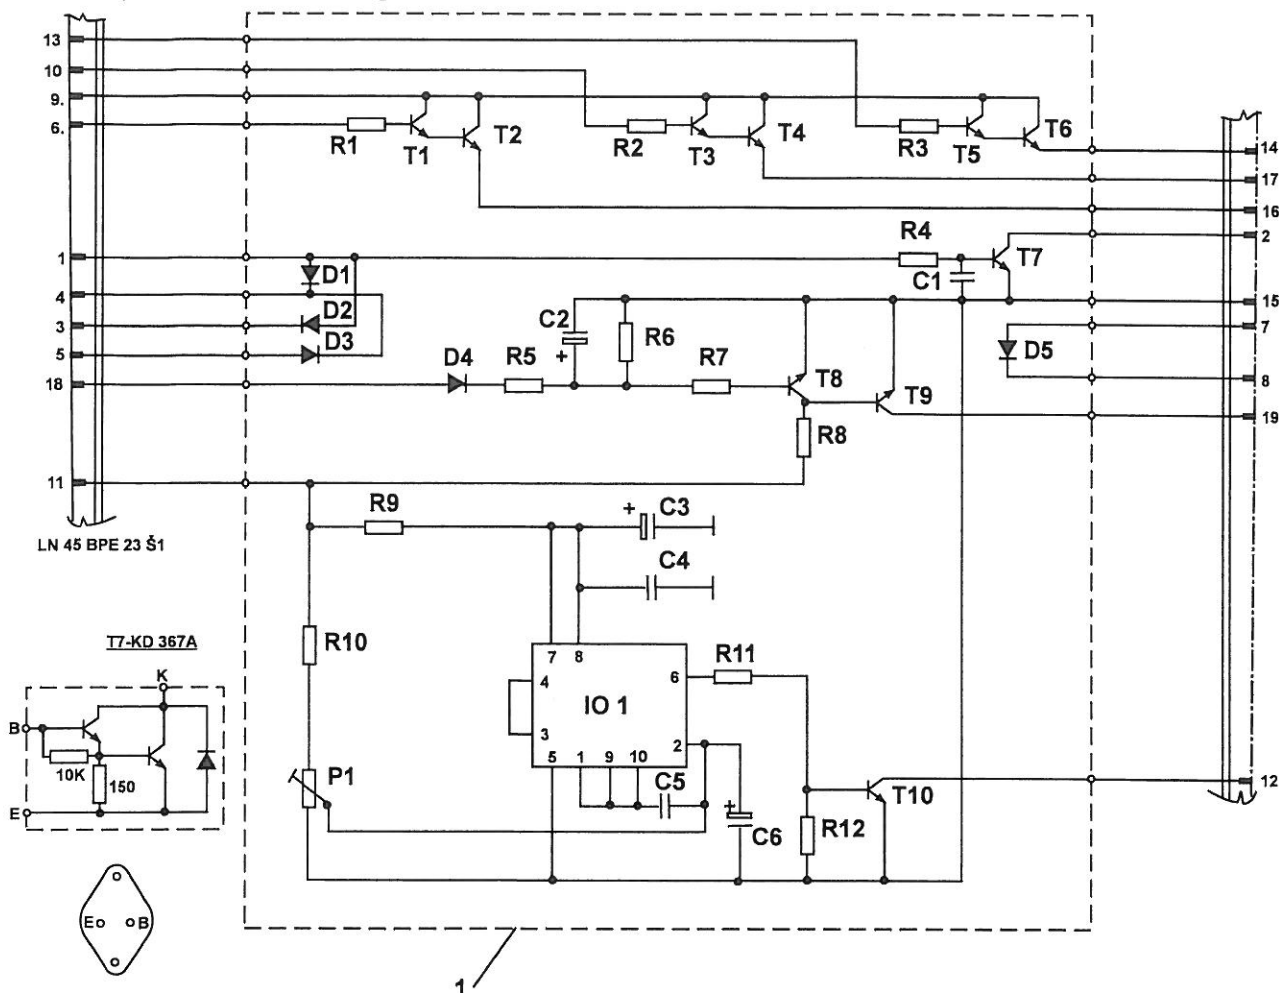 13
10
9.
6.
R1
T1
T2
R2
T3
T4
R3
T5
T6
14
17
16
2
1
R4
C1
T7
D1
4
15
D2
3
7
C2
+
R6
D3
5
D5
D4
R5
R7
18
T8
8
T9
19
R8
11
R9
+
C3
LN 45 BPE 23 Š1
C4
T7-KD 367A
R10
K
B
10K
150
E
7
8
4
6
IO 1
3
2
5
1
9
10
R11
P1
C5
+
C6
T10
12
R12
E
B
1